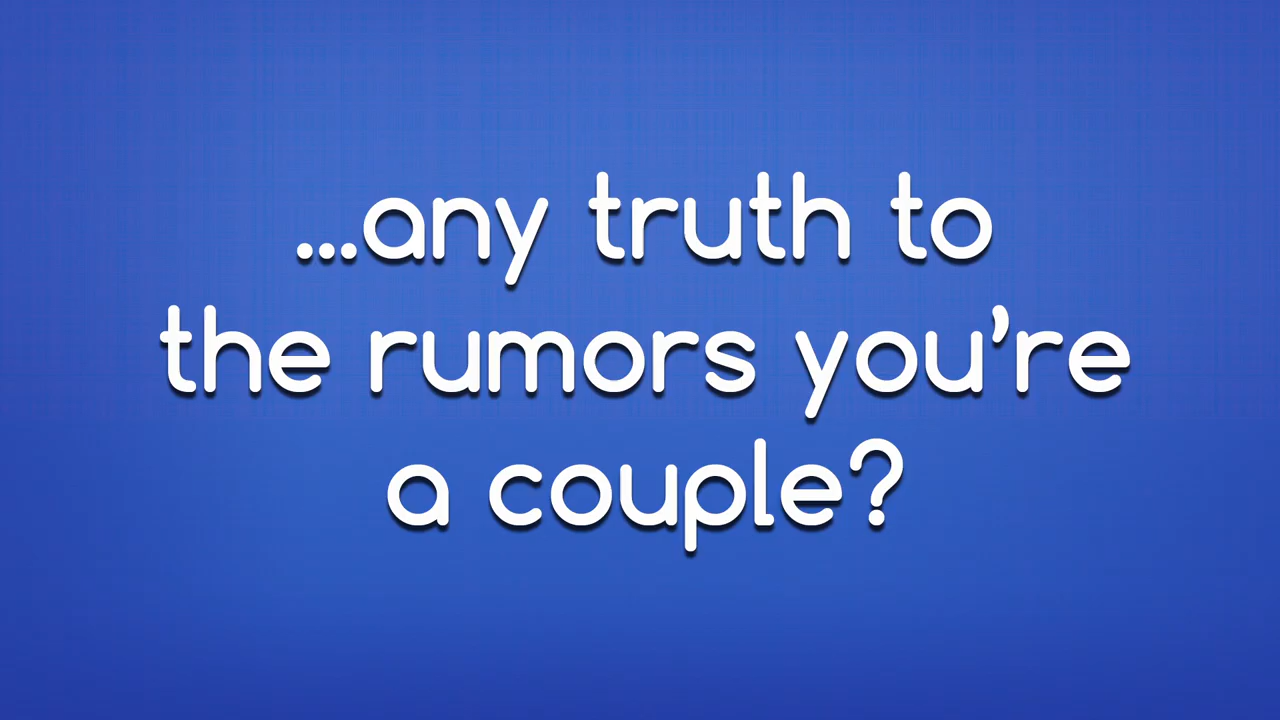 ...any truth to
the rumors you’re
a couple?